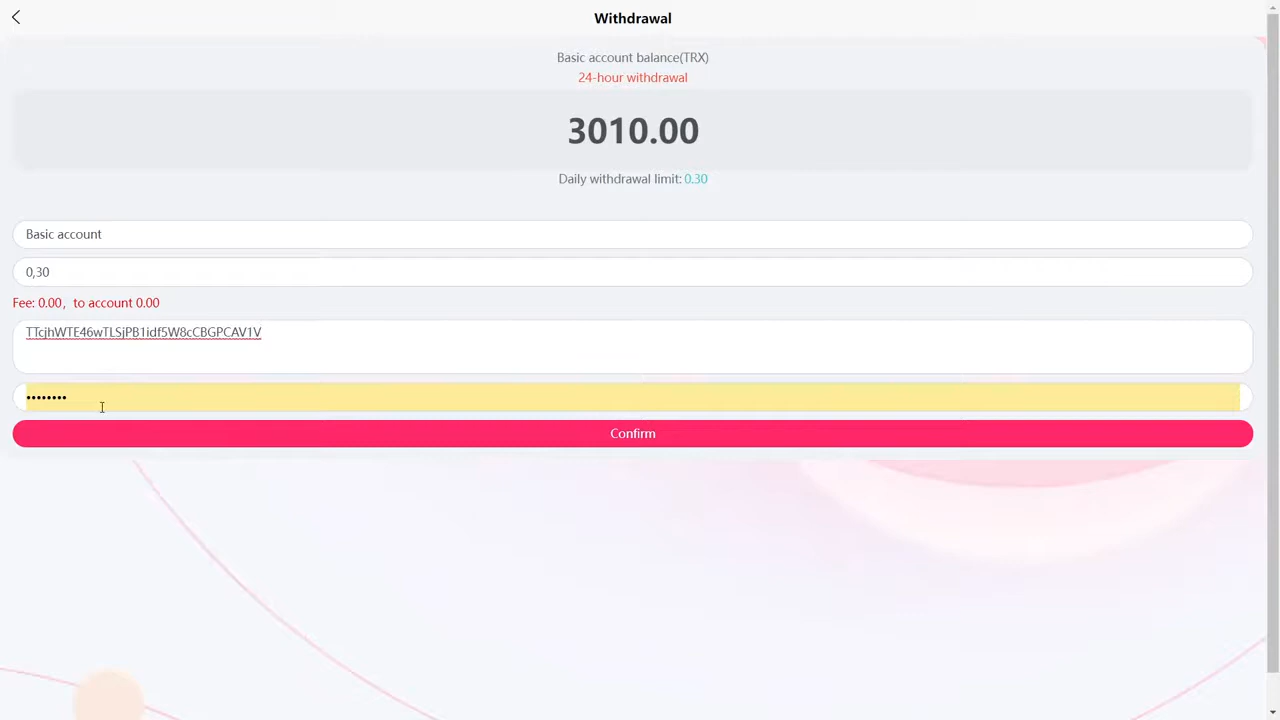 Withdrawal
Basic account balance(TRX)
24-hour withdrawal
3010.00
Daily withdrawal limit: 0.30
Basic account
0,30
Fee: 0.00，to account 0.00
TTcjhWTE46wTLSjPB1idf5W8cCBGPCAV1V
••••••••
Confirm